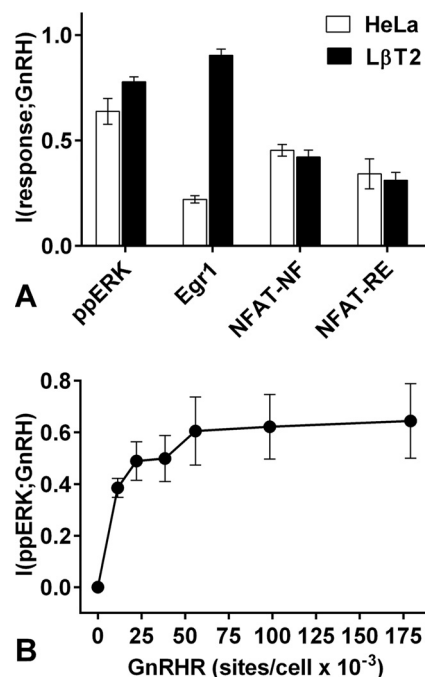 HeLa
LβT2
I(response;GnRH)
1.0
0.5
0.0
ppERK
Egr1
NFAT-NF
NFAT-RE
A
I(ppERK;GnRH)
0.8
0.6
0.4
0.2
0.0
0 25 50 75 100 125 150 175
GnRHR (sites/cell x 10⁻³)
B